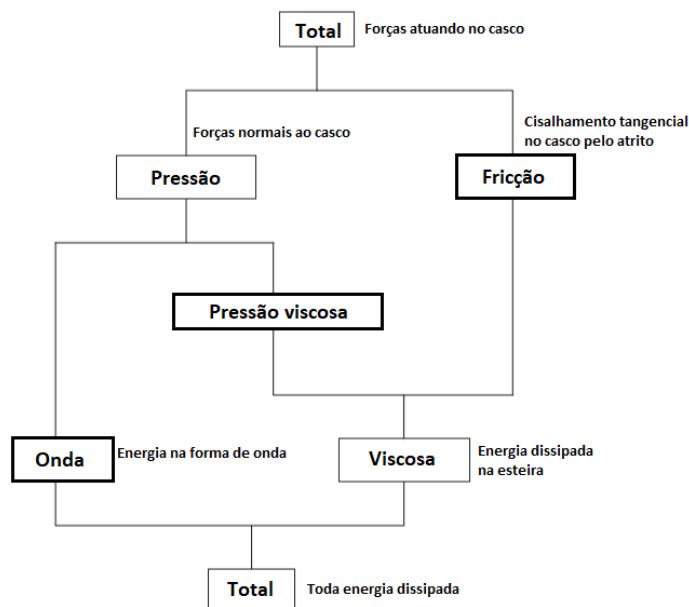 Total
Forças atuando no casco
Forças normais ao casco
Cisalhamento tangencial
no casco pelo atrito
Pressão
Fricção
Pressão viscosa
Onda
Energia na forma de onda
Viscosa
Energia dissipada
na esteira
Total
Toda energia dissipada